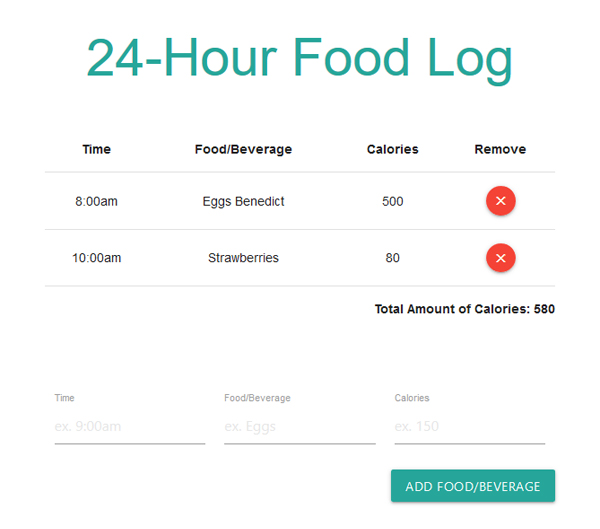 24-Hour Food Log
Time Food/Beverage Calories Remove
8:00am Eggs Benedict 500
10:00am Strawberries 80
Total Amount of Calories: 580
Time Food/Beverage Calories
ex. 9:00am ex. Eggs ex. 150
ADD FOOD/BEVERAGE